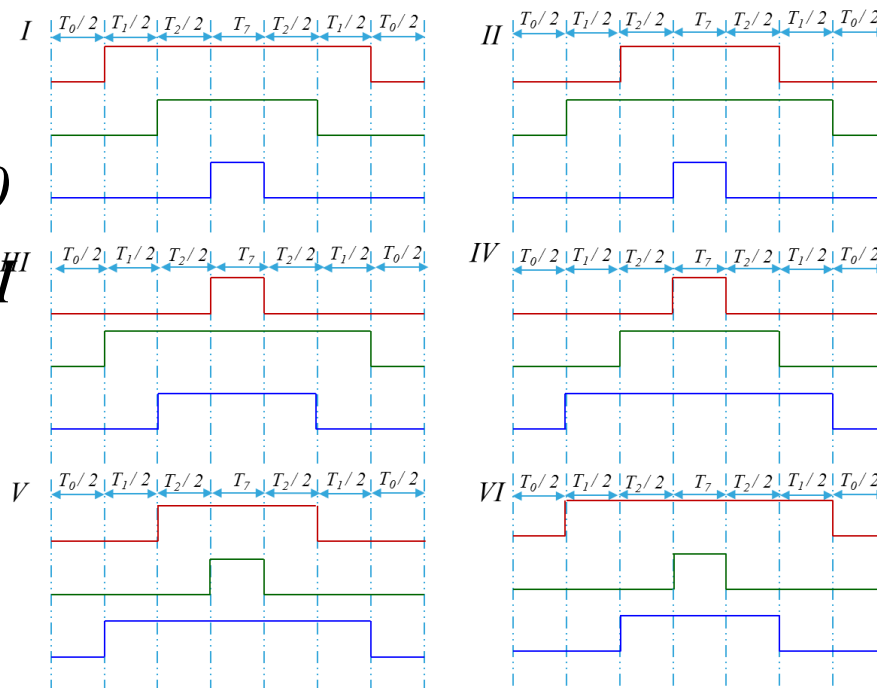 I T₀/2 T₁/2 T₂/2 T₇ T₂/2 T₁/2 T₀/2
II T₀/2 T₁/2 T₂/2 T₇ T₂/2 T₁/2 T₀/2
III T₀/2 T₁/2 T₂/2 T₇ T₂/2 T₁/2 T₀/2
IV T₀/2 T₁/2 T₂/2 T₇ T₂/2 T₁/2 T₀/2
V T₀/2 T₁/2 T₂/2 T₇ T₂/2 T₁/2 T₀/2
VI T₀/2 T₁/2 T₂/2 T₇ T₂/2 T₁/2 T₀/2